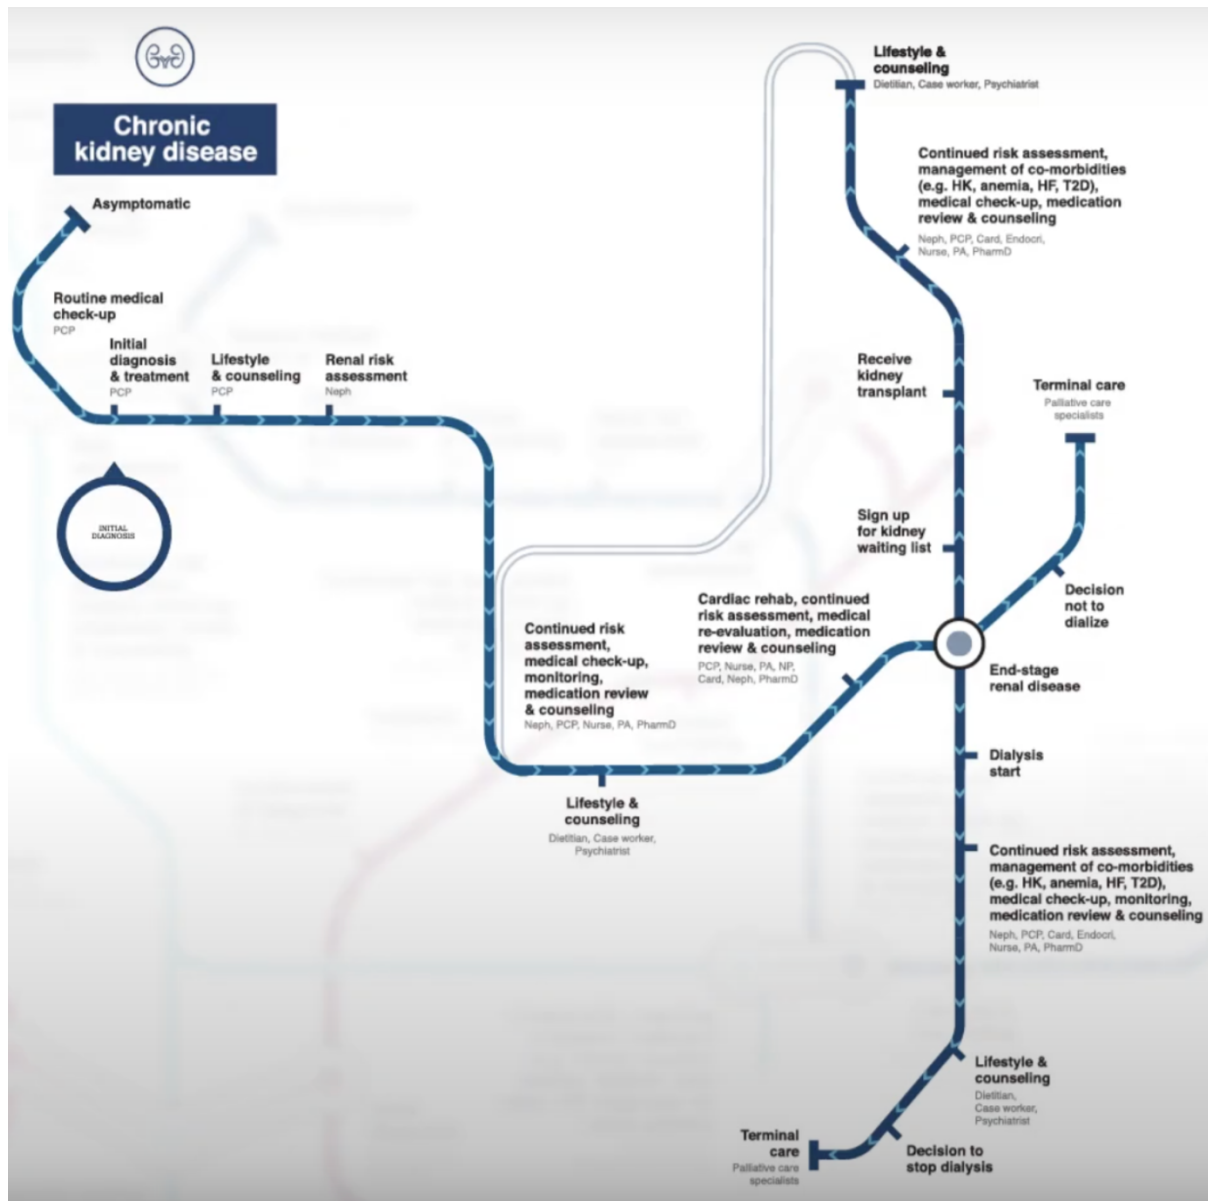 Chronic
kidney disease
Asymptomatic
Routine medical
check-up
PCP
Initial
diagnosis
& treatment
PCP
Lifestyle
& counseling
PCP
Renal risk
assessment
Neph
INITIAL
DIAGNOSIS
Continued risk
assessment,
medical check-up,
monitoring,
medication review
& counseling
Neph, PCP, Nurse, PA, PharmD
Lifestyle &
counseling
Dietitian, Case worker,
Psychiatrist
Cardiac rehab, continued
risk assessment, medical
re-evaluation, medication
review & counseling
PCP, Nurse, PA, NP,
Card, Neph, PharmD
End-stage
renal disease
Sign up
for kidney
waiting list
Receive
kidney
transplant
Continued risk assessment,
management of co-morbidities
(e.g. HK, anemia, HF, T2D),
medical check-up, medication
review & counseling
Neph, PCP, Card, Endocri,
Nurse, PA, PharmD
Lifestyle &
counseling
Dietitian, Case worker, Psychiatrist
Decision
not to
dialize
Terminal care
Palliative care
specialists
Dialysis
start
Continued risk assessment,
management of co-morbidities
(e.g. HK, anemia, HF, T2D),
medical check-up, monitoring,
medication review & counseling
Neph, PCP, Card, Endocri,
Nurse, PA, PharmD
Lifestyle &
counseling
Dietitian,
Case worker,
Psychiatrist
Decision to
stop dialysis
Terminal
care
Palliative care
specialists